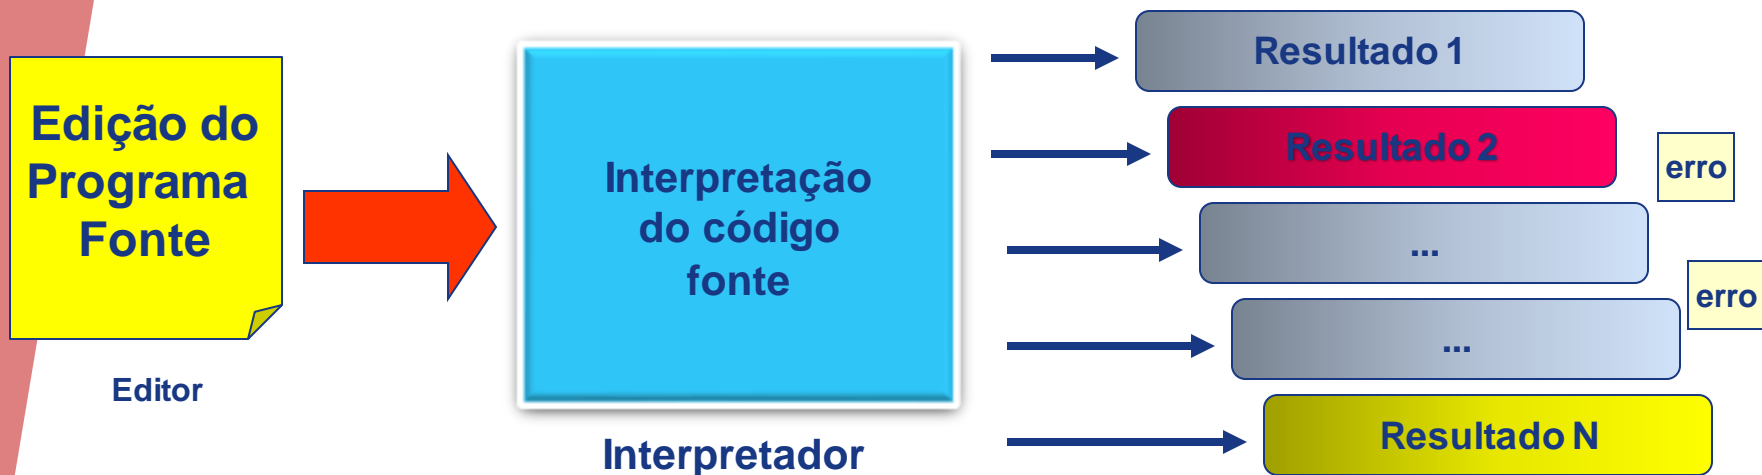 Edição do
Programa
Fonte
Editor
Interpretação
do código
fonte
Interpretador
Resultado 1
Resultado 2
erro
...
erro
...
Resultado N